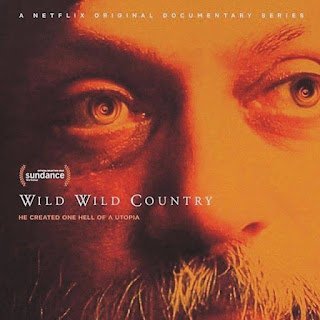 A NETFLIX ORIGINAL DOCUMENTARY SERIES
sundance
WILD WILD COUNTRY
HE CREATED ONE HELL OF A UTOPIA